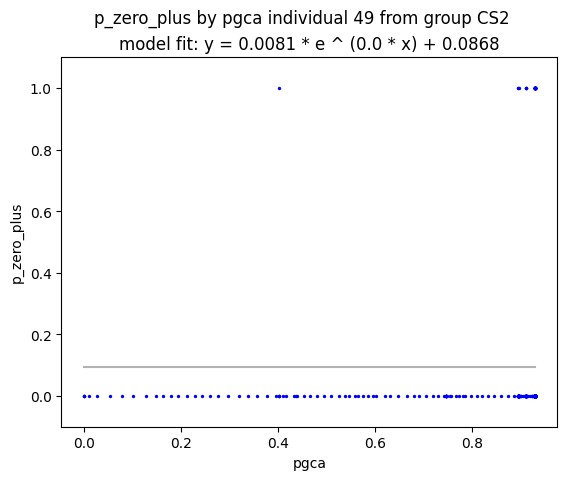 p_zero_plus by pgca individual 49 from group CS2
model fit: y = 0.0081 * e ^ (0.0 * x) + 0.0868
1.0
0.8
0.6
0.4
0.2
0.0
p_zero_plus
0.0 0.2 0.4 0.6 0.8
pgca